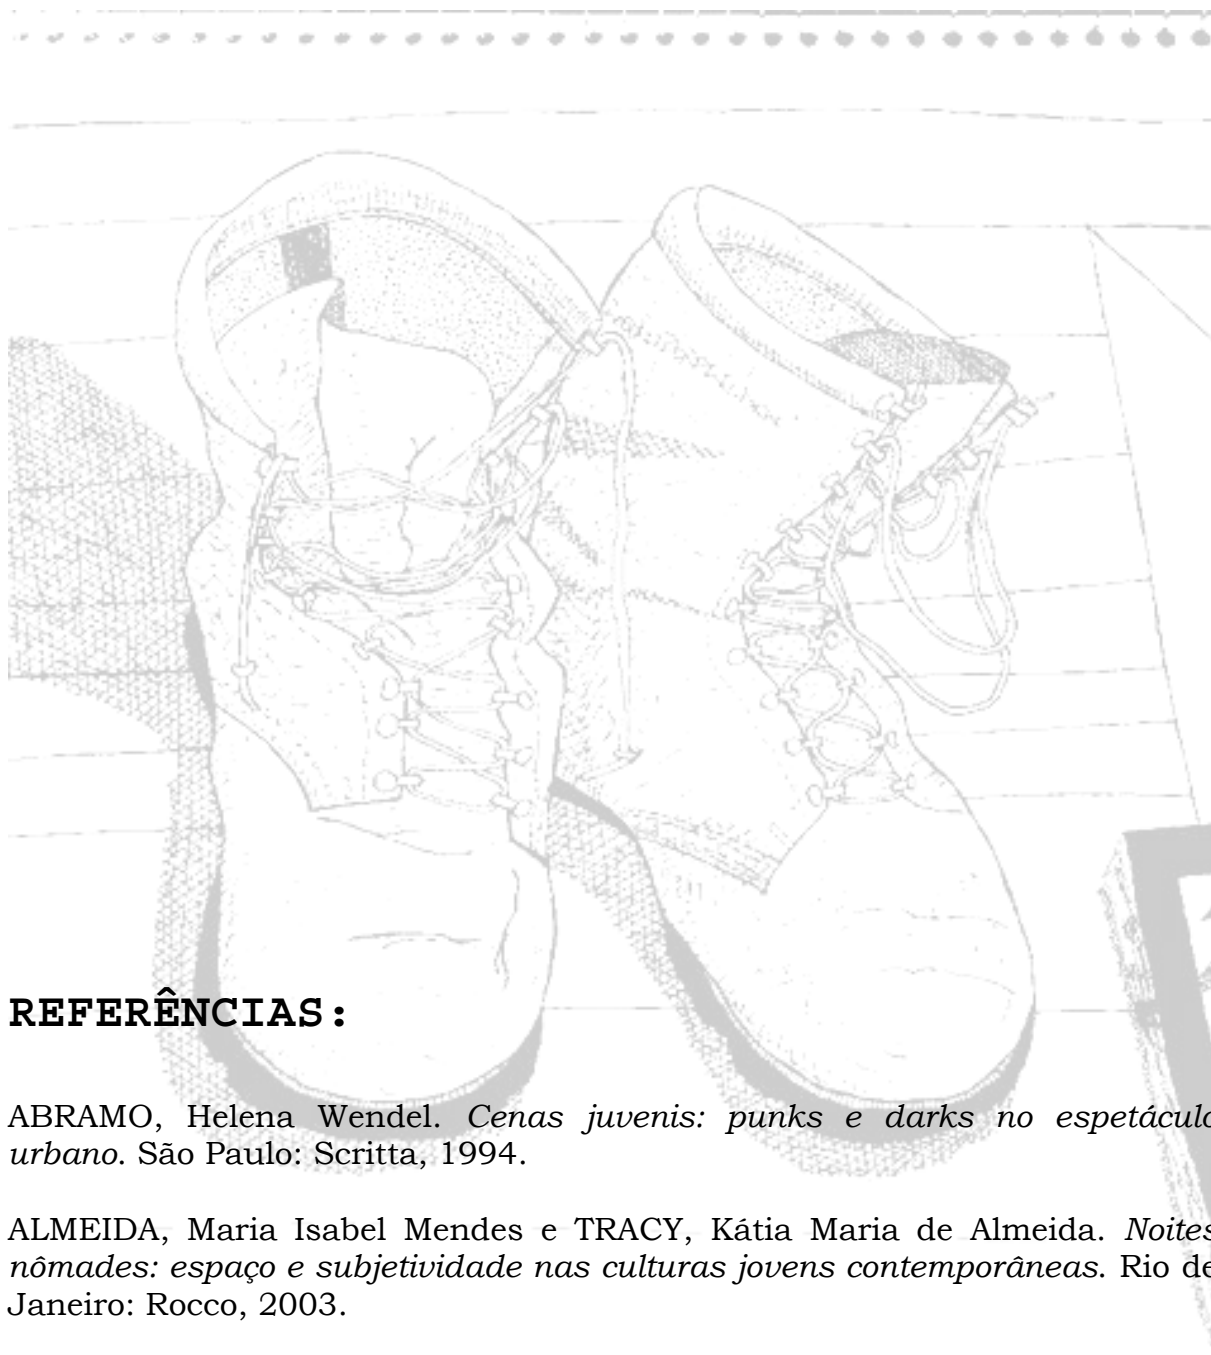 REFERÊNCIAS:
ABRAMO, Helena Wendel. Cenas juvenis: punks e darks no espetáculo
urbano. São Paulo: Scritta, 1994.
ALMEIDA, Maria Isabel Mendes e TRACY, Kátia Maria de Almeida. Noites
nômades: espaço e subjetividade nas culturas jovens contemporâneas. Rio de
Janeiro: Rocco, 2003.